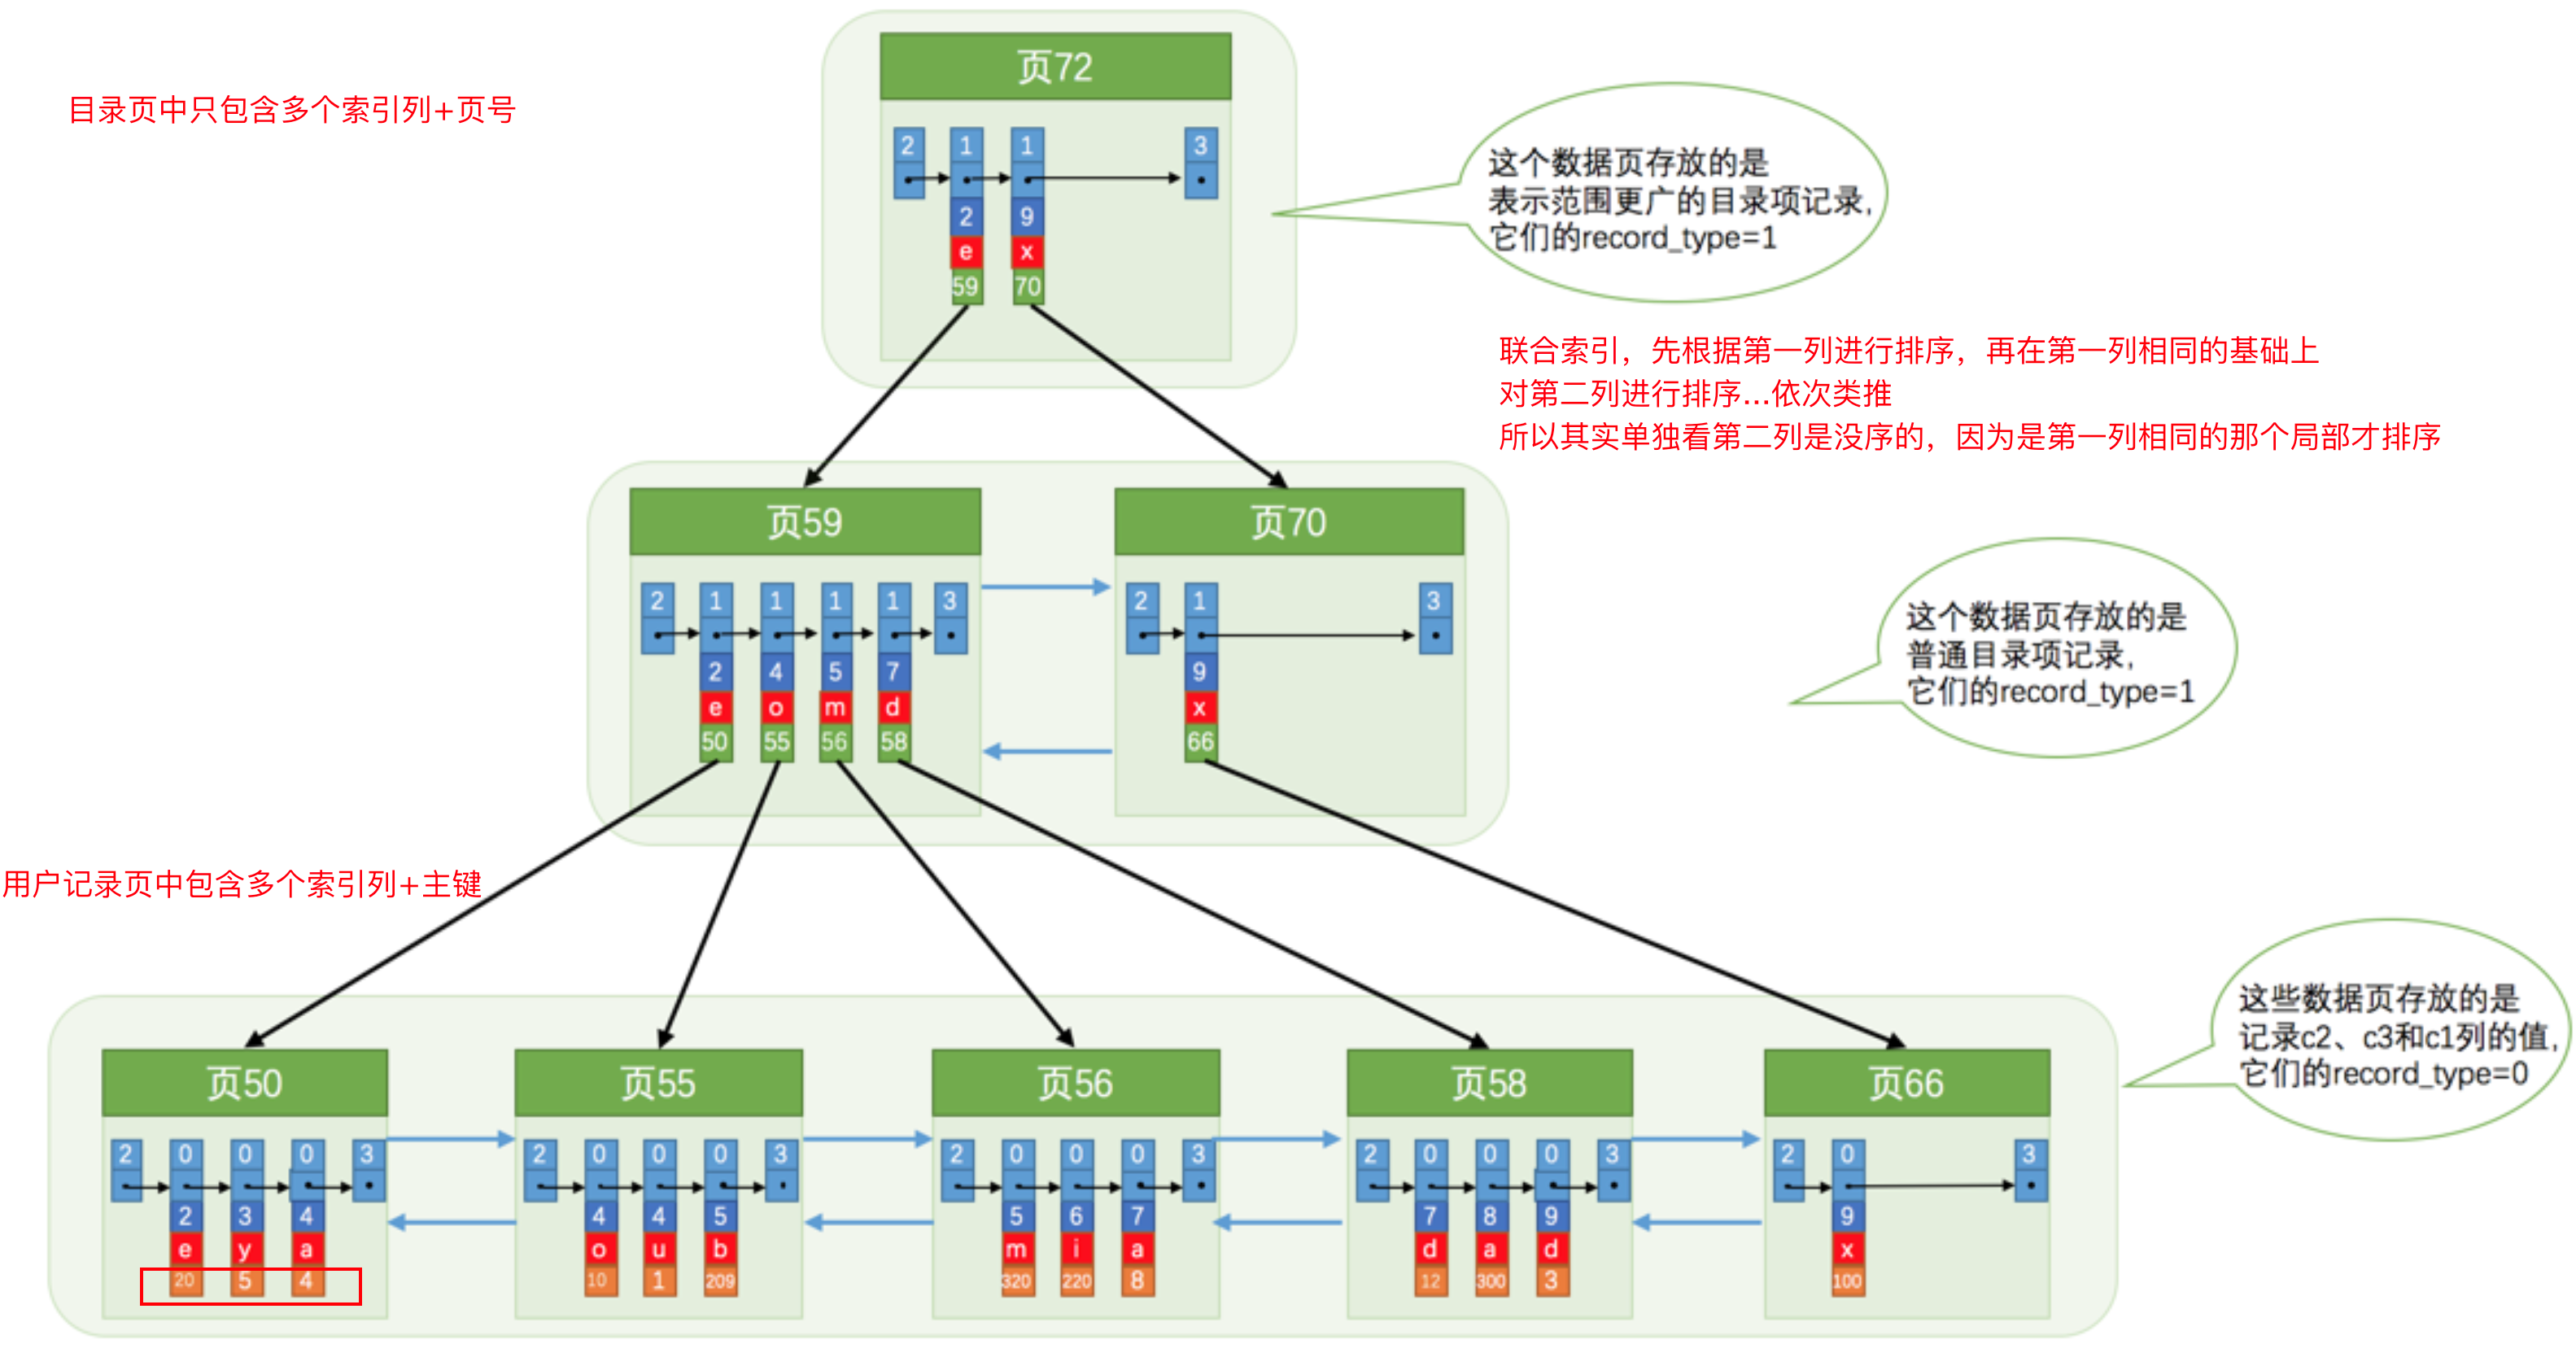 页72
目录页中只包含多个索引列+页号
2 1 1 3
2 9
e x
59 70
这个数据页存放的是
表示范围更广的目录项记录,
它们的record_type=1
联合索引，先根据第一列进行排序，再在第一列相同的基础上
对第二列进行排序...依次类推
所以其实单独看第二列是没序的，因为是第一列相同的那个局部才排序
页59 页70
2 1 1 1 1 3 2 1 3
2 4 5 7 9
e o m d x
50 55 56 58 66
这个数据页存放的是
普通目录项记录,
它们的record_type=1
用户记录页中包含多个索引列+主键
这些数据页存放的是
记录c2、c3和c1列的值,
它们的record_type=0
页50 页55 页56 页58 页66
2 0 0 0 3 2 0 0 0 3 2 0 0 0 3 2 0 0 0 3 2 0 3
2 3 4 4 4 5 5 6 7 7 8 9 9
e y a o u b m i a d a d x
20 5 4 10 1 209 320 220 8 12 300 3 100